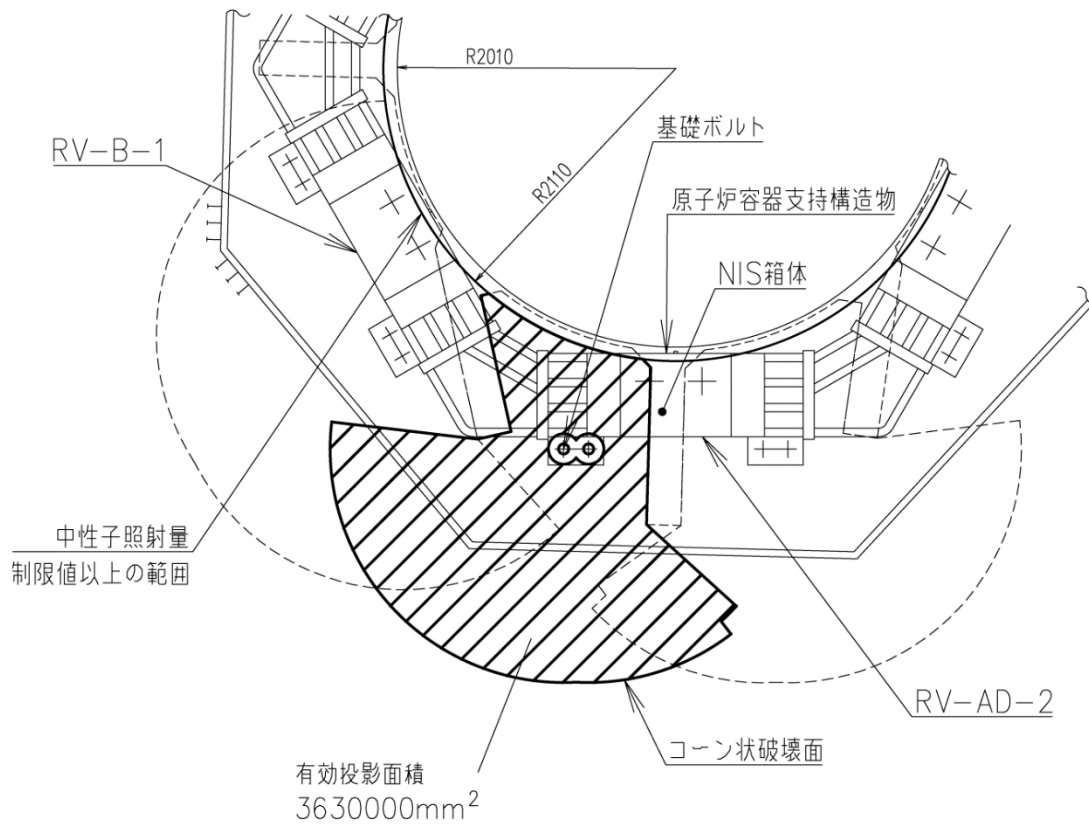 R2010
基礎ボルト
RV-B-1
R2110
原子炉容器支持構造物
NIS箱体
中性子照射量
制限値以上の範囲
RV-AD-2
コーン状破壊面
有効投影面積
3630000mm²